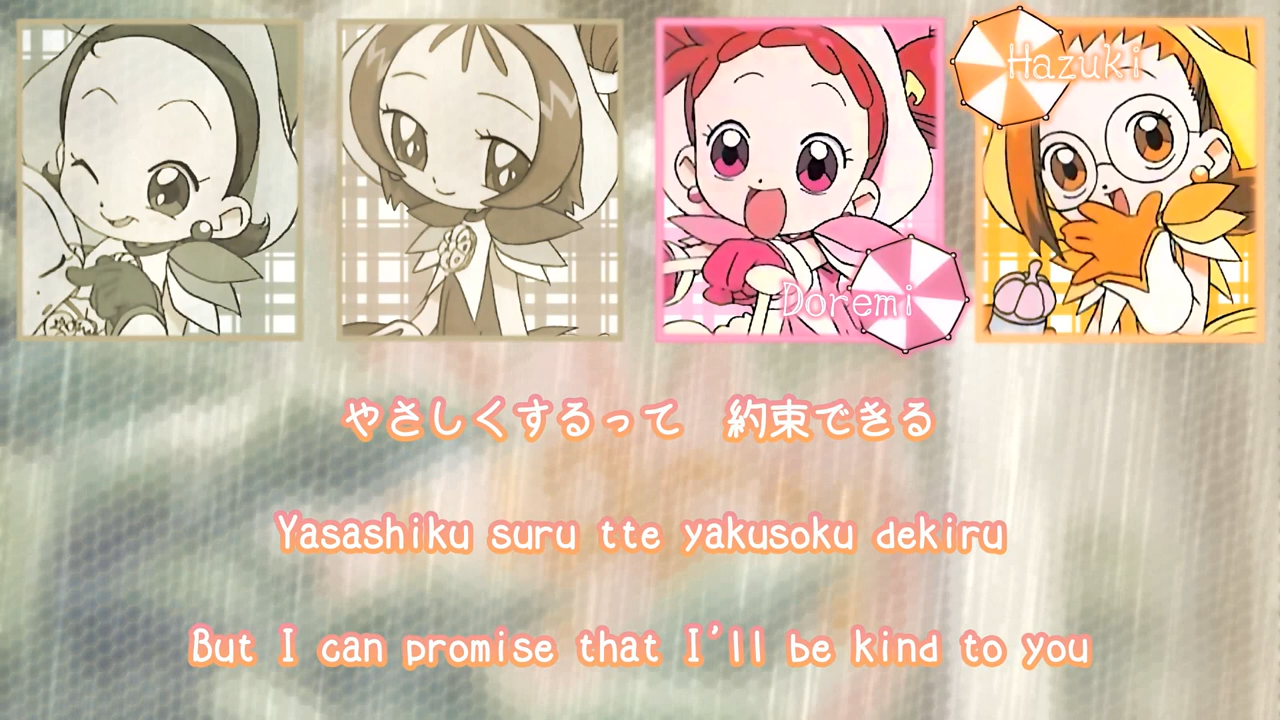 Hazuki
Doremi
やさしくするって　約束できる
Yasashiku suru tte yakusoku dekiru
But I can promise that I'll be kind to you